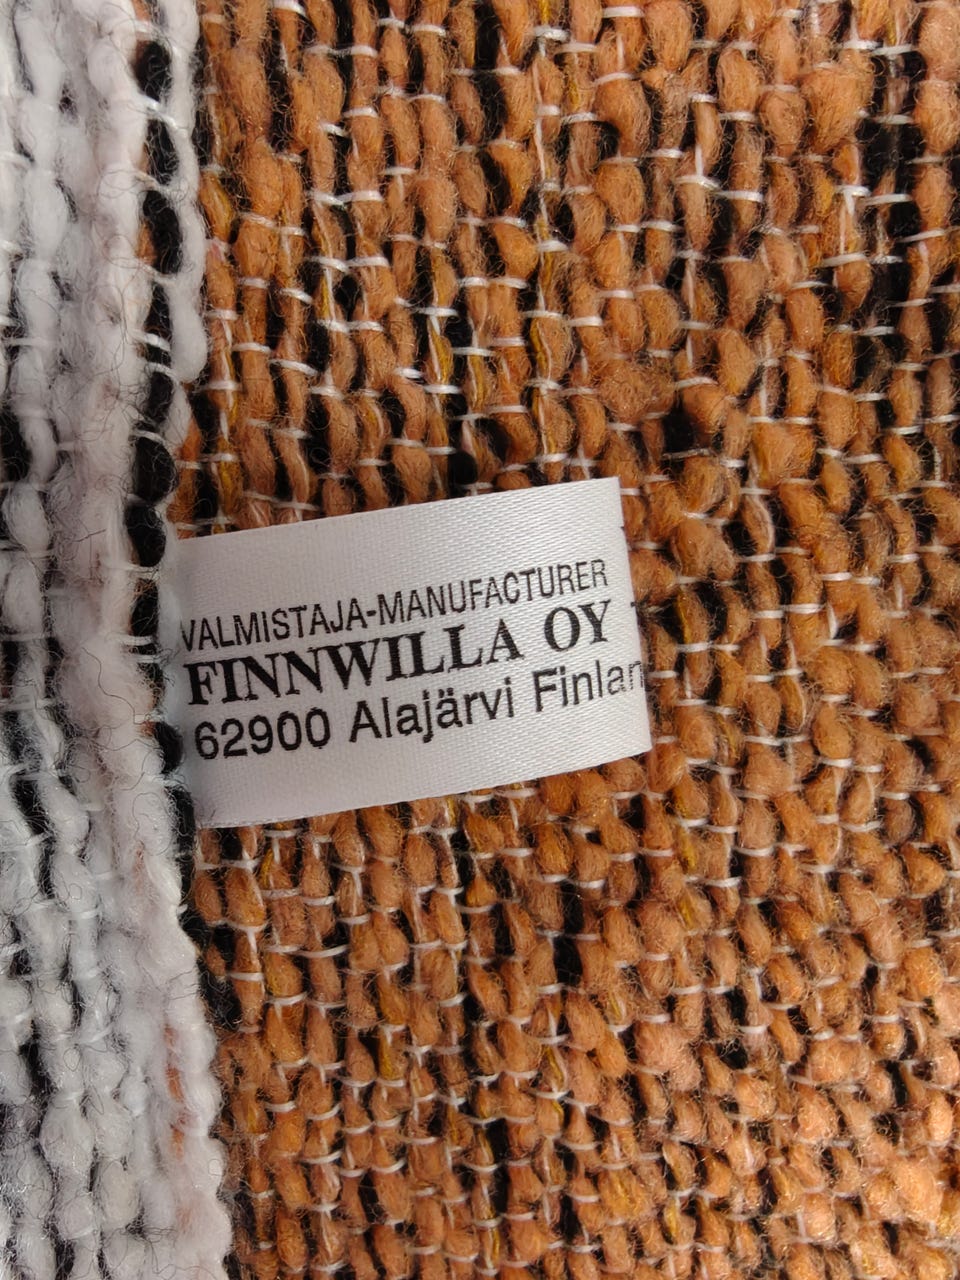 VALMISTAJA-MANUFACTURER
FINNWILLA OY
62900 Alajärvi Finlan